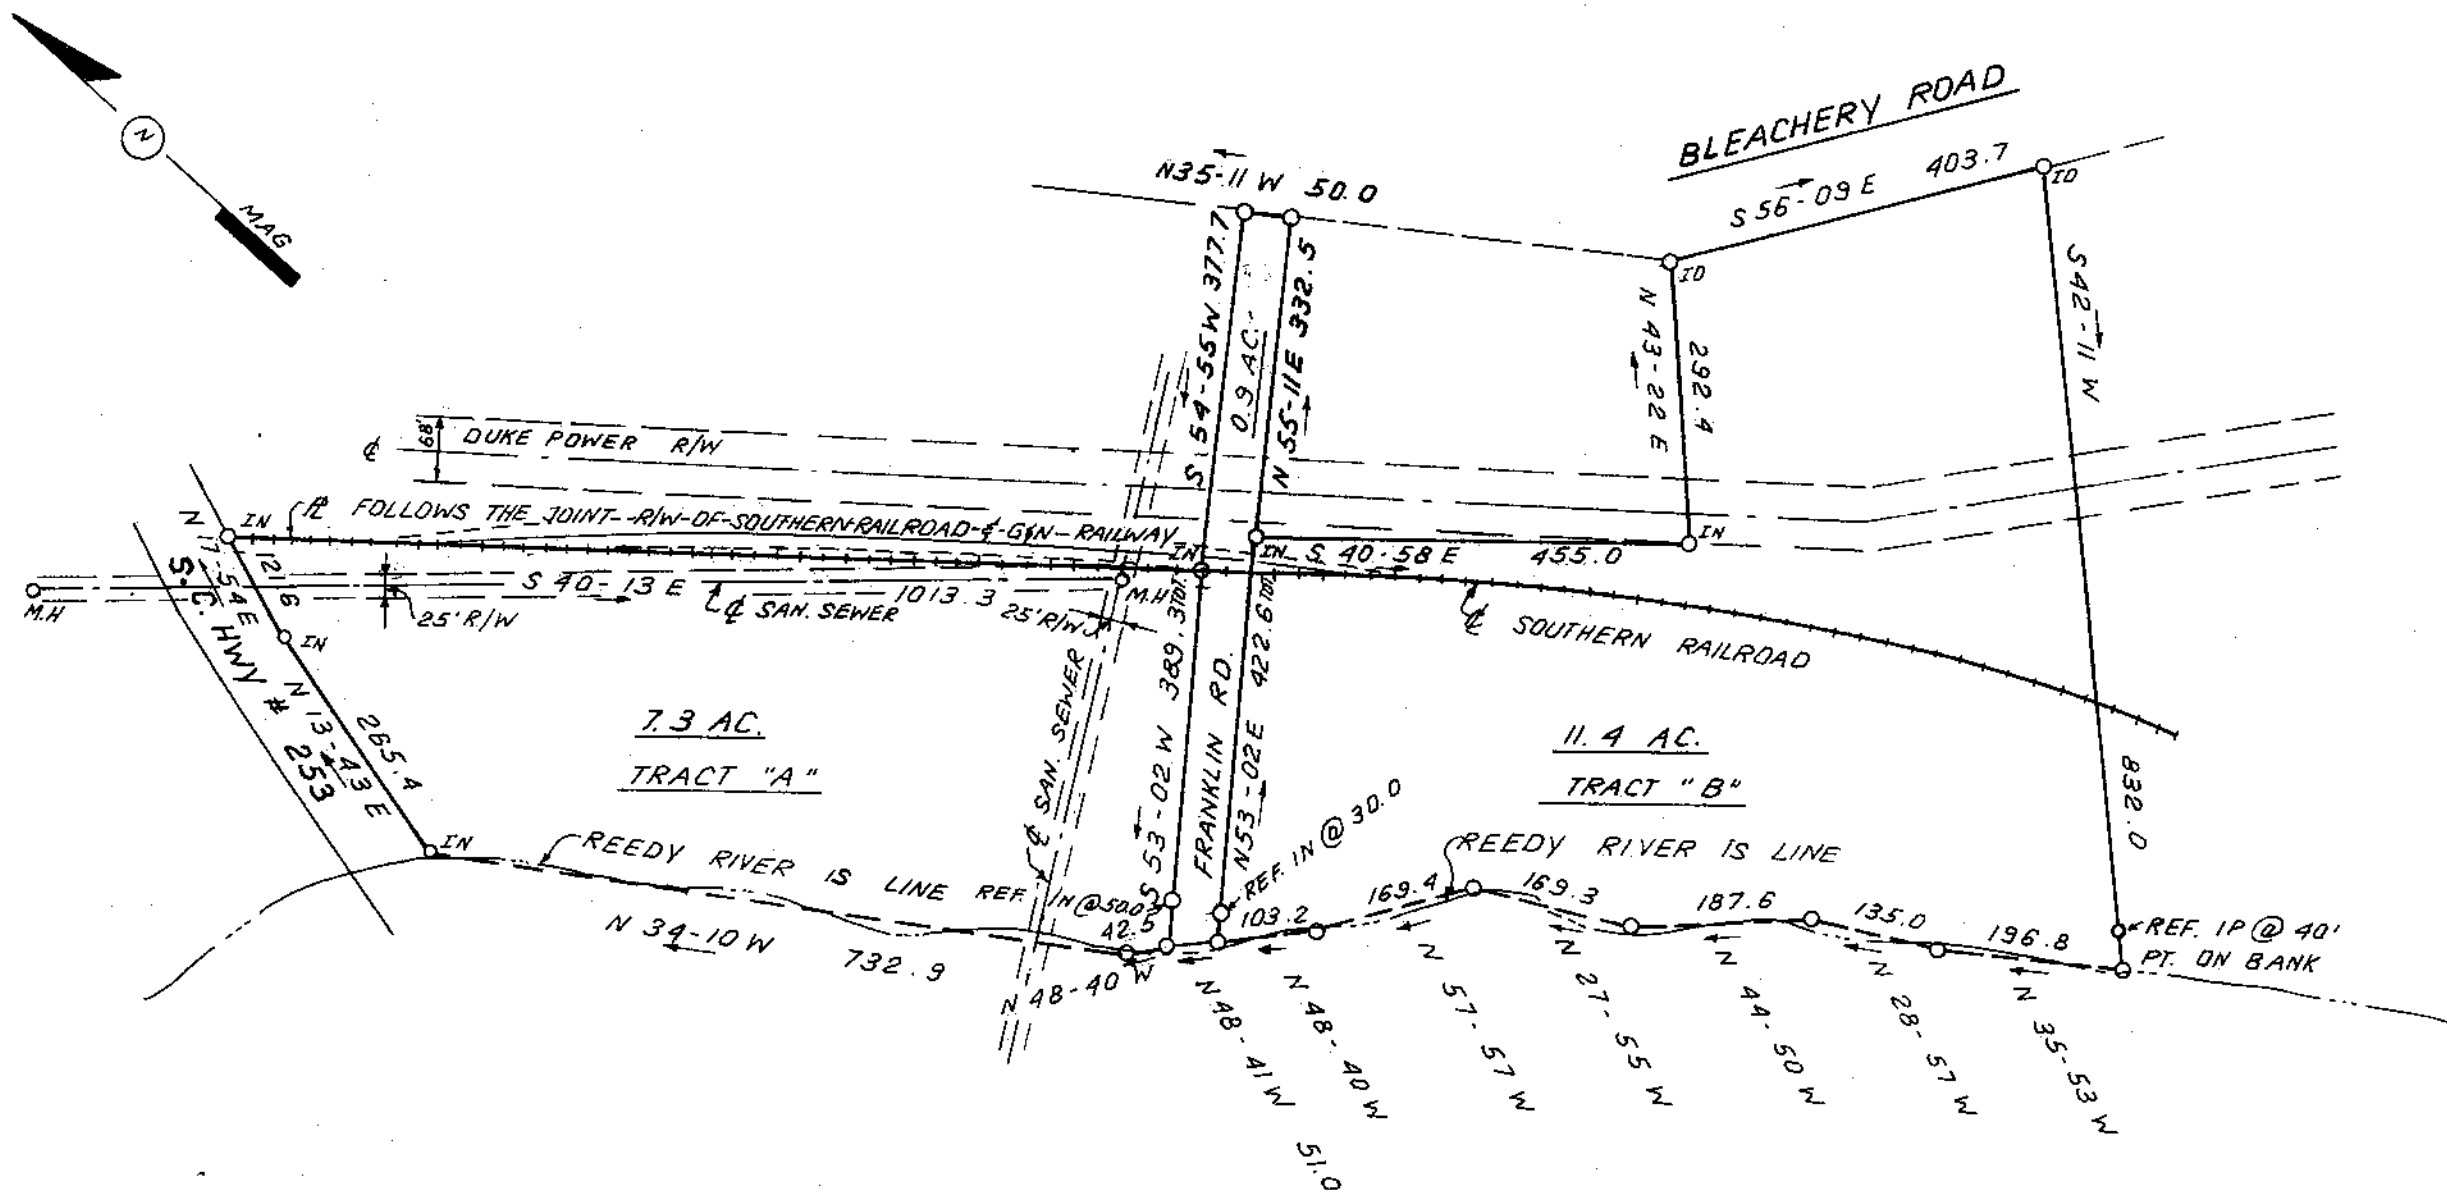 N
MAG
BLEACHERY ROAD
S 56-09 E 403.7
N35-11 W 50.0
IO
IO
S 54-55W 377.7
0.9 AC.
N 55-11E 332.5
N 43-22 E
292.4
S42-11 W
832.0
68'
DUKE POWER R/W
℄
IN
℄ FOLLOWS THE JOINT R/W OF SOUTHERN RAILROAD & G&N RAILWAY
IN
IN
S 40-58 E 455.0
IN
M.H
N 7-54 E
121.6
S 40-13 E 1013.3
25' R/W
℄ SAN. SEWER
25' R/W
M.H
IN
S.C. HWY # 253
N 13-43 E
265.4
℄ SOUTHERN RAILROAD
℄ SAN. SEWER
S 53-02 W 389.3 TOT.
FRANKLIN RD.
N53-02E 422.6 TOT.
7.3 AC.
TRACT "A"
11.4 AC.
TRACT "B"
IN
REEDY RIVER IS LINE
REF. IN @ 50.0
REF. IN @ 30.0
REEDY RIVER IS LINE
N 34-10 W 732.9
42.5
N 48-40 W
103.2
169.4
169.3
187.6
135.0
196.8
REF. IP @ 40'
PT. ON BANK
N 48-41 W 51.0
N 48-40 W
N 57-57 W
N 27-55 W
N 44-50 W
N 28-57 W
N 35-53 W